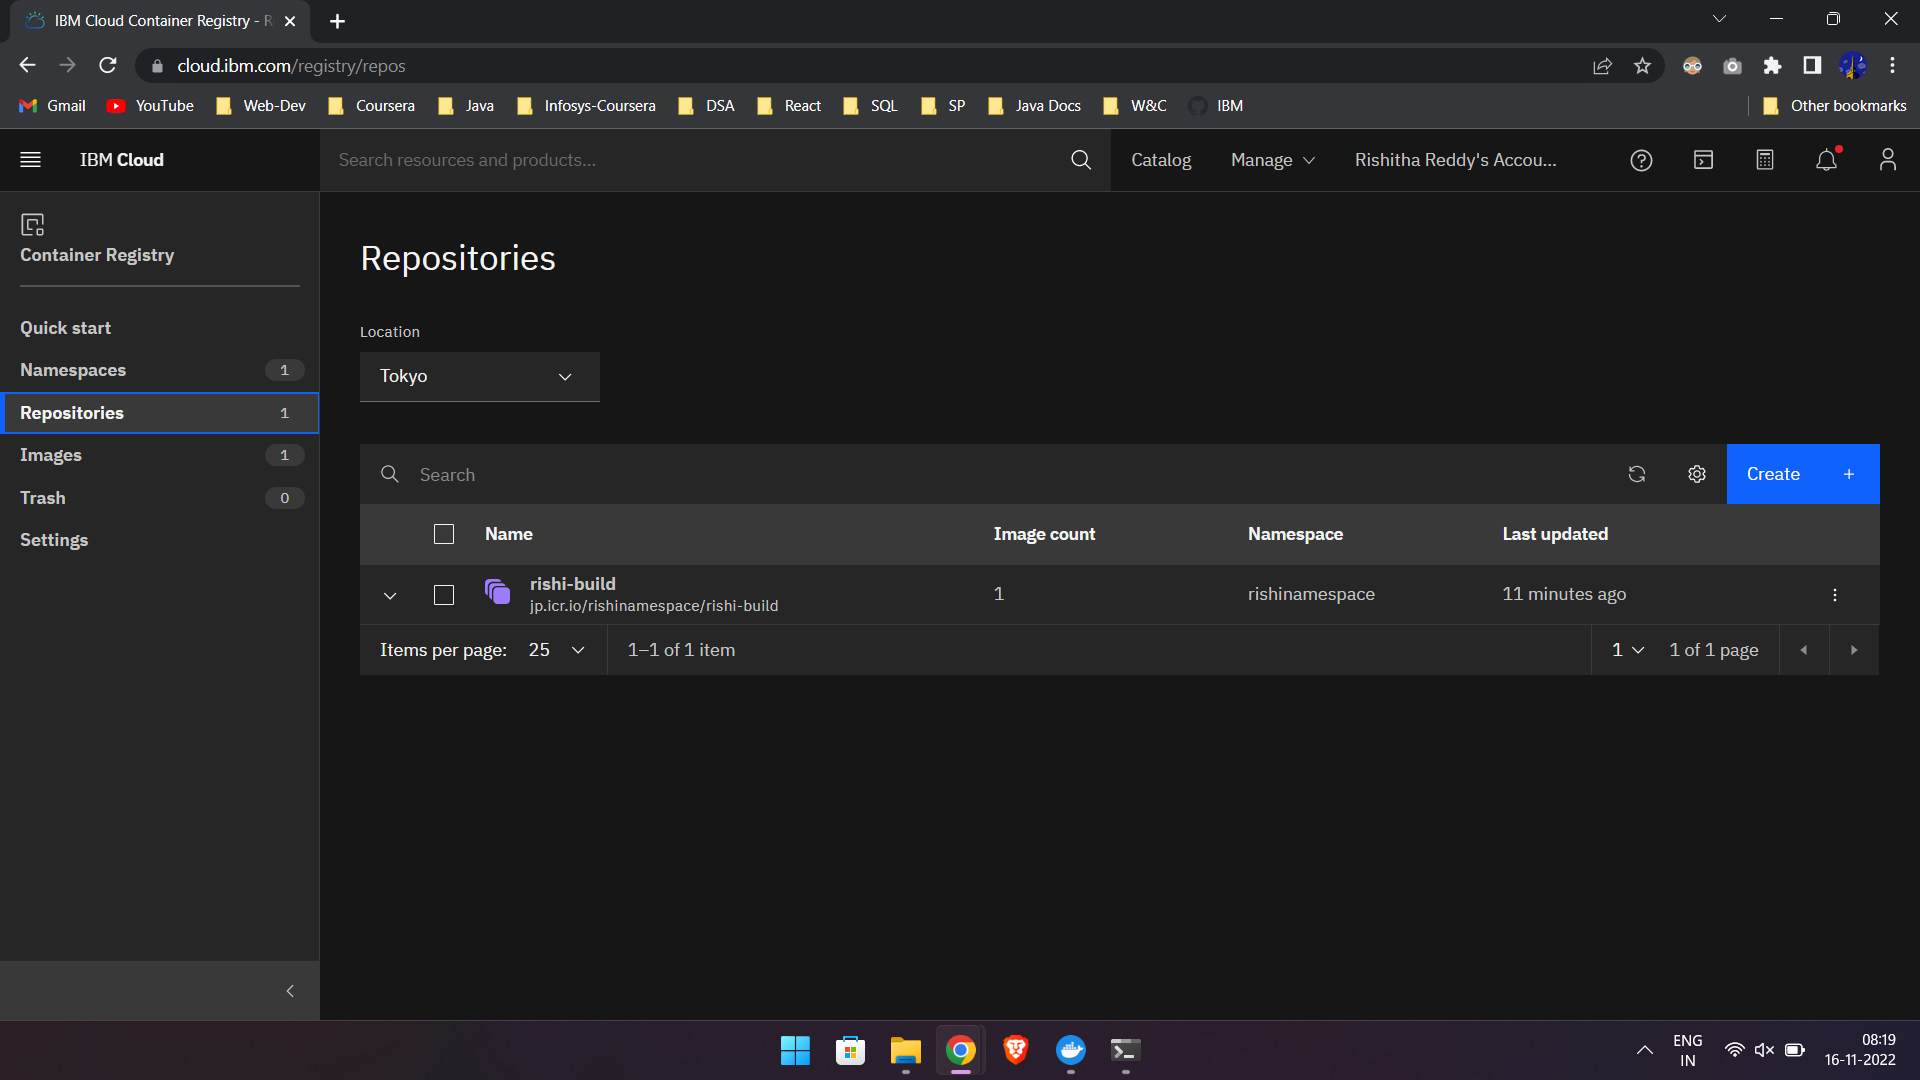 IBM Cloud Container Registry - R
cloud.ibm.com/registry/repos
Gmail YouTube Web-Dev Coursera Java Infosys-Coursera DSA React SQL SP Java Docs W&C IBM Other bookmarks
IBM Cloud Search resources and products... Catalog Manage Rishitha Reddy's Accou...
Container Registry
Quick start
Namespaces 1
Repositories 1
Images 1
Trash 0
Settings
Repositories
Location
Tokyo
Search Create +
Name Image count Namespace Last updated
rishi-build 1 rishinamespace 11 minutes ago
jp.icr.io/rishinamespace/rishi-build
Items per page: 25 1–1 of 1 item 1 1 of 1 page
ENG 08:19
IN 16-11-2022